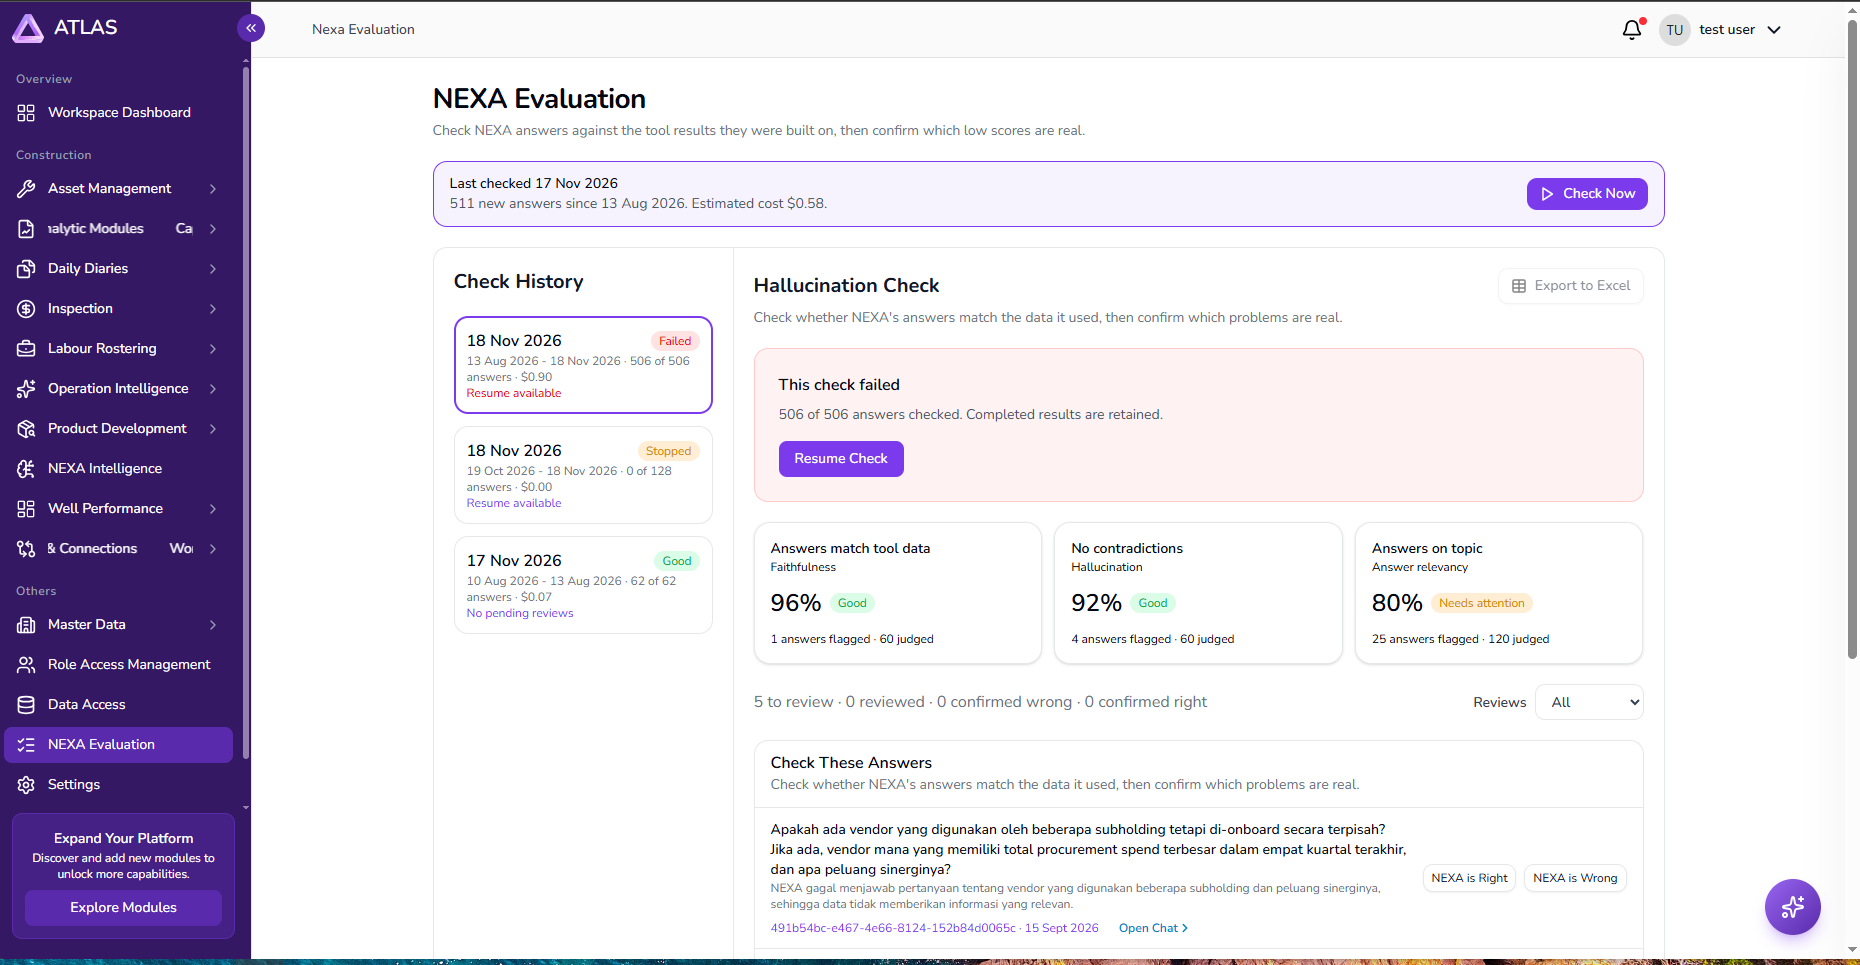 ATLAS
Nexa Evaluation
TU
test user
Overview
Workspace Dashboard
Construction
Asset Management
nalytic Modules Ca
Daily Diaries
Inspection
Labour Rostering
Operation Intelligence
Product Development
NEXA Intelligence
Well Performance
& Connections Wo
Others
Master Data
Role Access Management
Data Access
NEXA Evaluation
Settings
Expand Your Platform
Discover and add new modules to
unlock more capabilities.
Explore Modules
NEXA Evaluation
Check NEXA answers against the tool results they were built on, then confirm which low scores are real.
Last checked 17 Nov 2026
511 new answers since 13 Aug 2026. Estimated cost $0.58.
Check Now
Check History
18 Nov 2026 Failed
13 Aug 2026 - 18 Nov 2026 · 506 of 506
answers · $0.90
Resume available
18 Nov 2026 Stopped
19 Oct 2026 - 18 Nov 2026 · 0 of 128
answers · $0.00
Resume available
17 Nov 2026 Good
10 Aug 2026 - 13 Aug 2026 · 62 of 62
answers · $0.07
No pending reviews
Hallucination Check
Export to Excel
Check whether NEXA's answers match the data it used, then confirm which problems are real.
This check failed
506 of 506 answers checked. Completed results are retained.
Resume Check
Answers match tool data
Faithfulness
96% Good
1 answers flagged · 60 judged
No contradictions
Hallucination
92% Good
4 answers flagged · 60 judged
Answers on topic
Answer relevancy
80% Needs attention
25 answers flagged · 120 judged
5 to review · 0 reviewed · 0 confirmed wrong · 0 confirmed right
Reviews All
Check These Answers
Check whether NEXA's answers match the data it used, then confirm which problems are real.
Apakah ada vendor yang digunakan oleh beberapa subholding tetapi di-onboard secara terpisah?
Jika ada, vendor mana yang memiliki total procurement spend terbesar dalam empat kuartal terakhir,
dan apa peluang sinerginya?
NEXA gagal menjawab pertanyaan tentang vendor yang digunakan beberapa subholding dan peluang sinerginya,
sehingga data tidak memberikan informasi yang relevan.
491b54bc-e467-4e66-8124-152b84d0065c · 15 Sept 2026 Open Chat
NEXA is Right
NEXA is Wrong